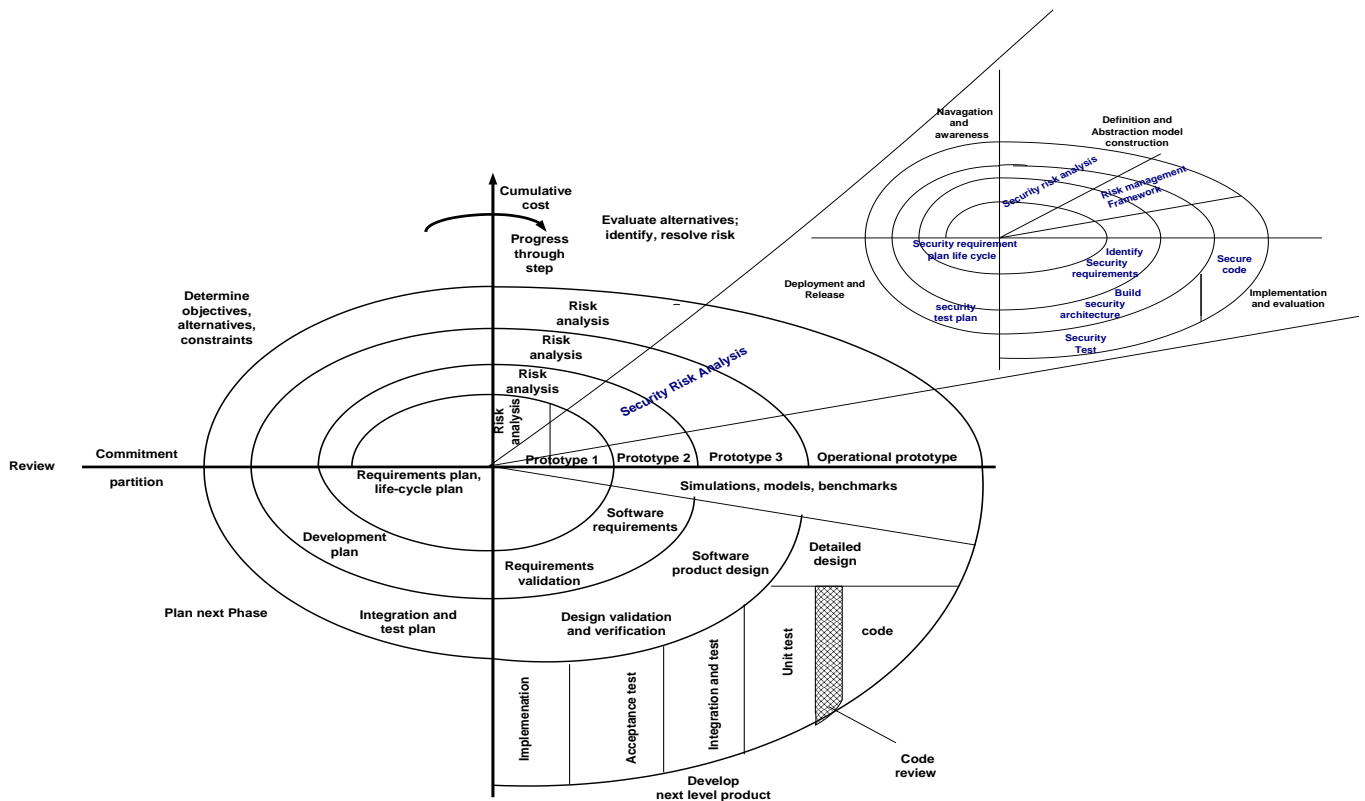 Navagation
and
awareness
Definition and
Abstraction model
construction
Security risk analysis
Risk management
Framework
Security requirement
plan life cycle
Identify
Security
requirements
Secure
code
Deployment and
Release
Build
security
architecture
Implementation
and evaluation
security
test plan
Security
Test
Cumulative
cost
Progress
through
step
Evaluate alternatives;
identify, resolve risk
Determine
objectives,
alternatives,
constraints
Risk
analysis
Risk
analysis
Risk
analysis
Risk
analysis
Security Risk Analysis
Review
Commitment
partition
Prototype 1
Prototype 2
Prototype 3
Operational prototype
Requirements plan,
life-cycle plan
Simulations, models, benchmarks
Software
requirements
Development
plan
Requirements
validation
Software
product design
Detailed
design
Plan next Phase
Integration and
test plan
Design validation
and verification
Implemenation
Acceptance test
Integration and test
Unit test
code
Code
review
Develop
next level product